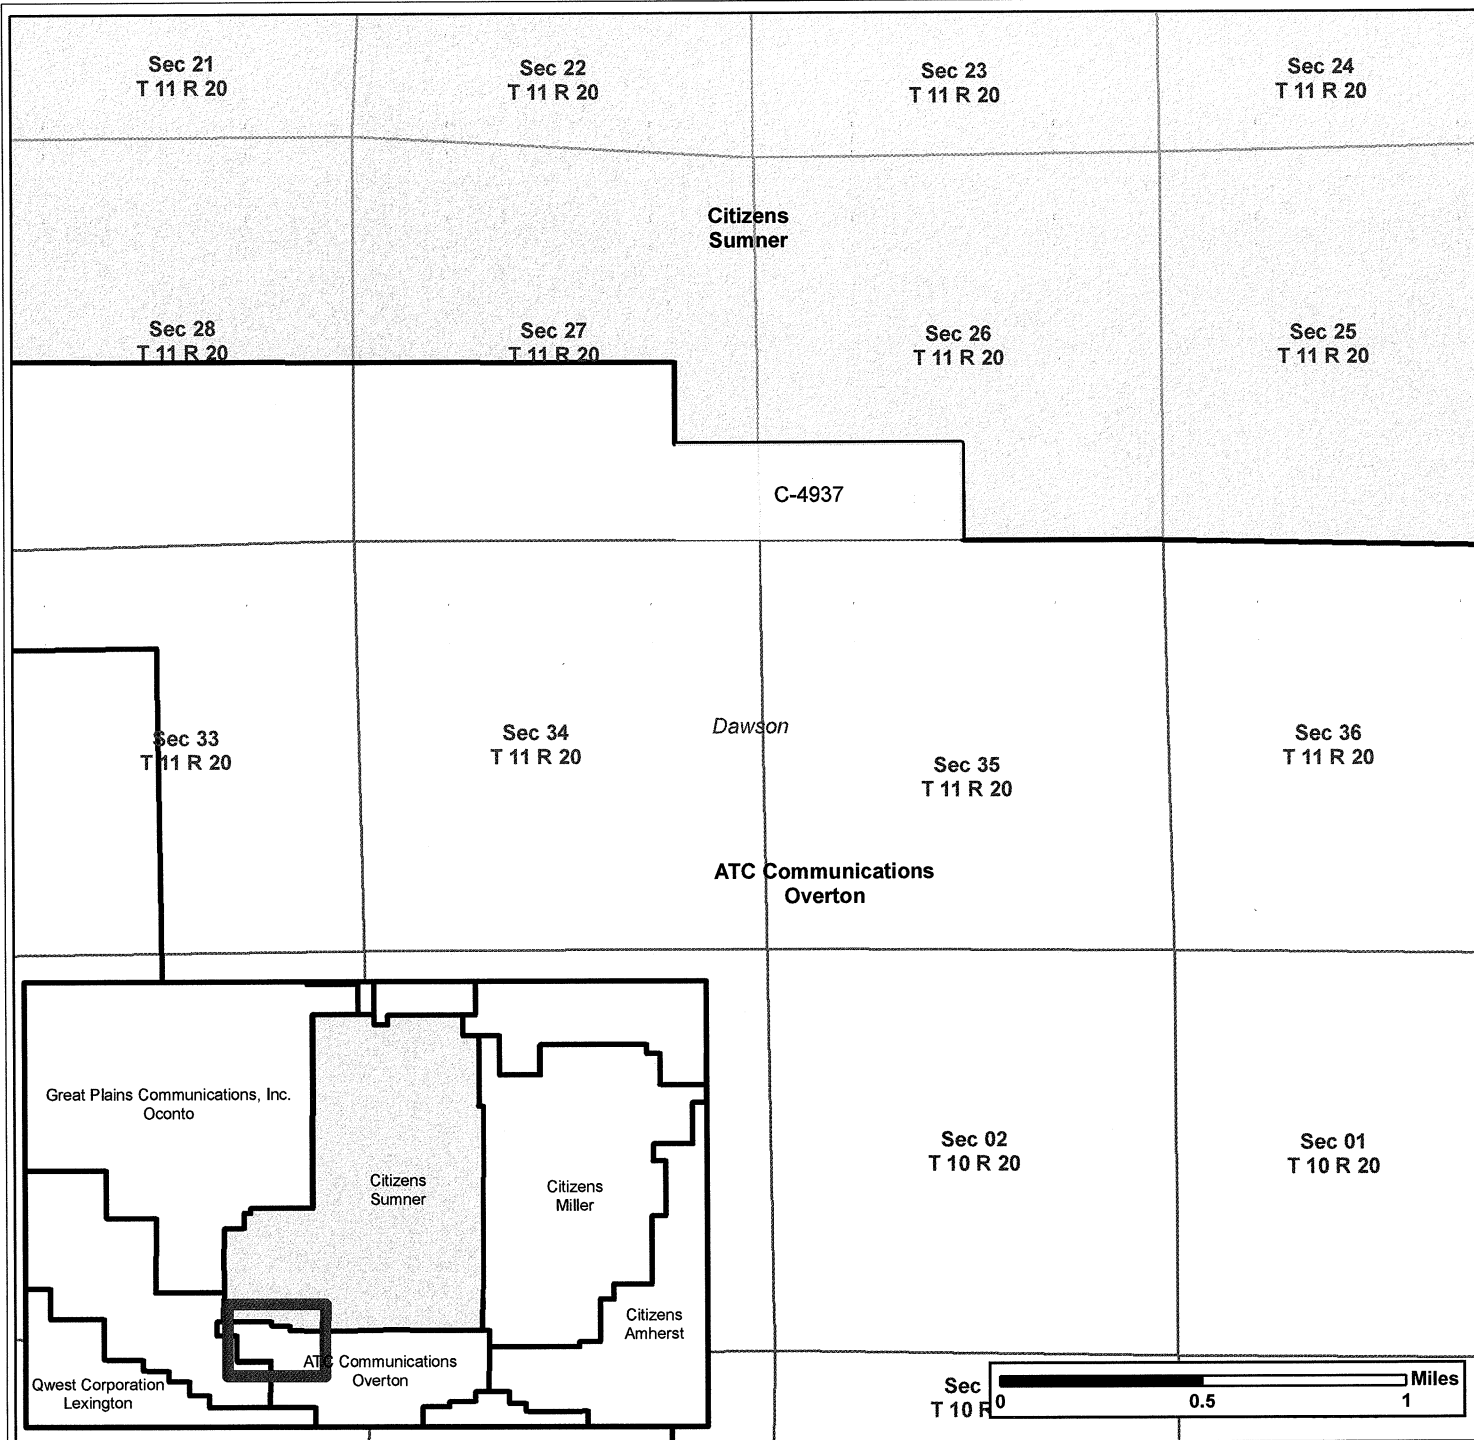 Sec 21
T 11 R 20
Sec 22
T 11 R 20
Sec 23
T 11 R 20
Sec 24
T 11 R 20
Citizens
Sumner
Sec 28
T 11 R 20
Sec 27
T 11 R 20
Sec 26
T 11 R 20
Sec 25
T 11 R 20
C-4937
Sec 33
T 11 R 20
Sec 34
T 11 R 20
Dawson
Sec 35
T 11 R 20
Sec 36
T 11 R 20
ATC Communications
Overton
Great Plains Communications, Inc.
Oconto
Citizens
Sumner
Citizens
Miller
Citizens
Amherst
ATC Communications
Overton
Qwest Corporation
Lexington
Sec 02
T 10 R 20
Sec 01
T 10 R 20
Sec
T 10 R
Miles
0 0.5 1